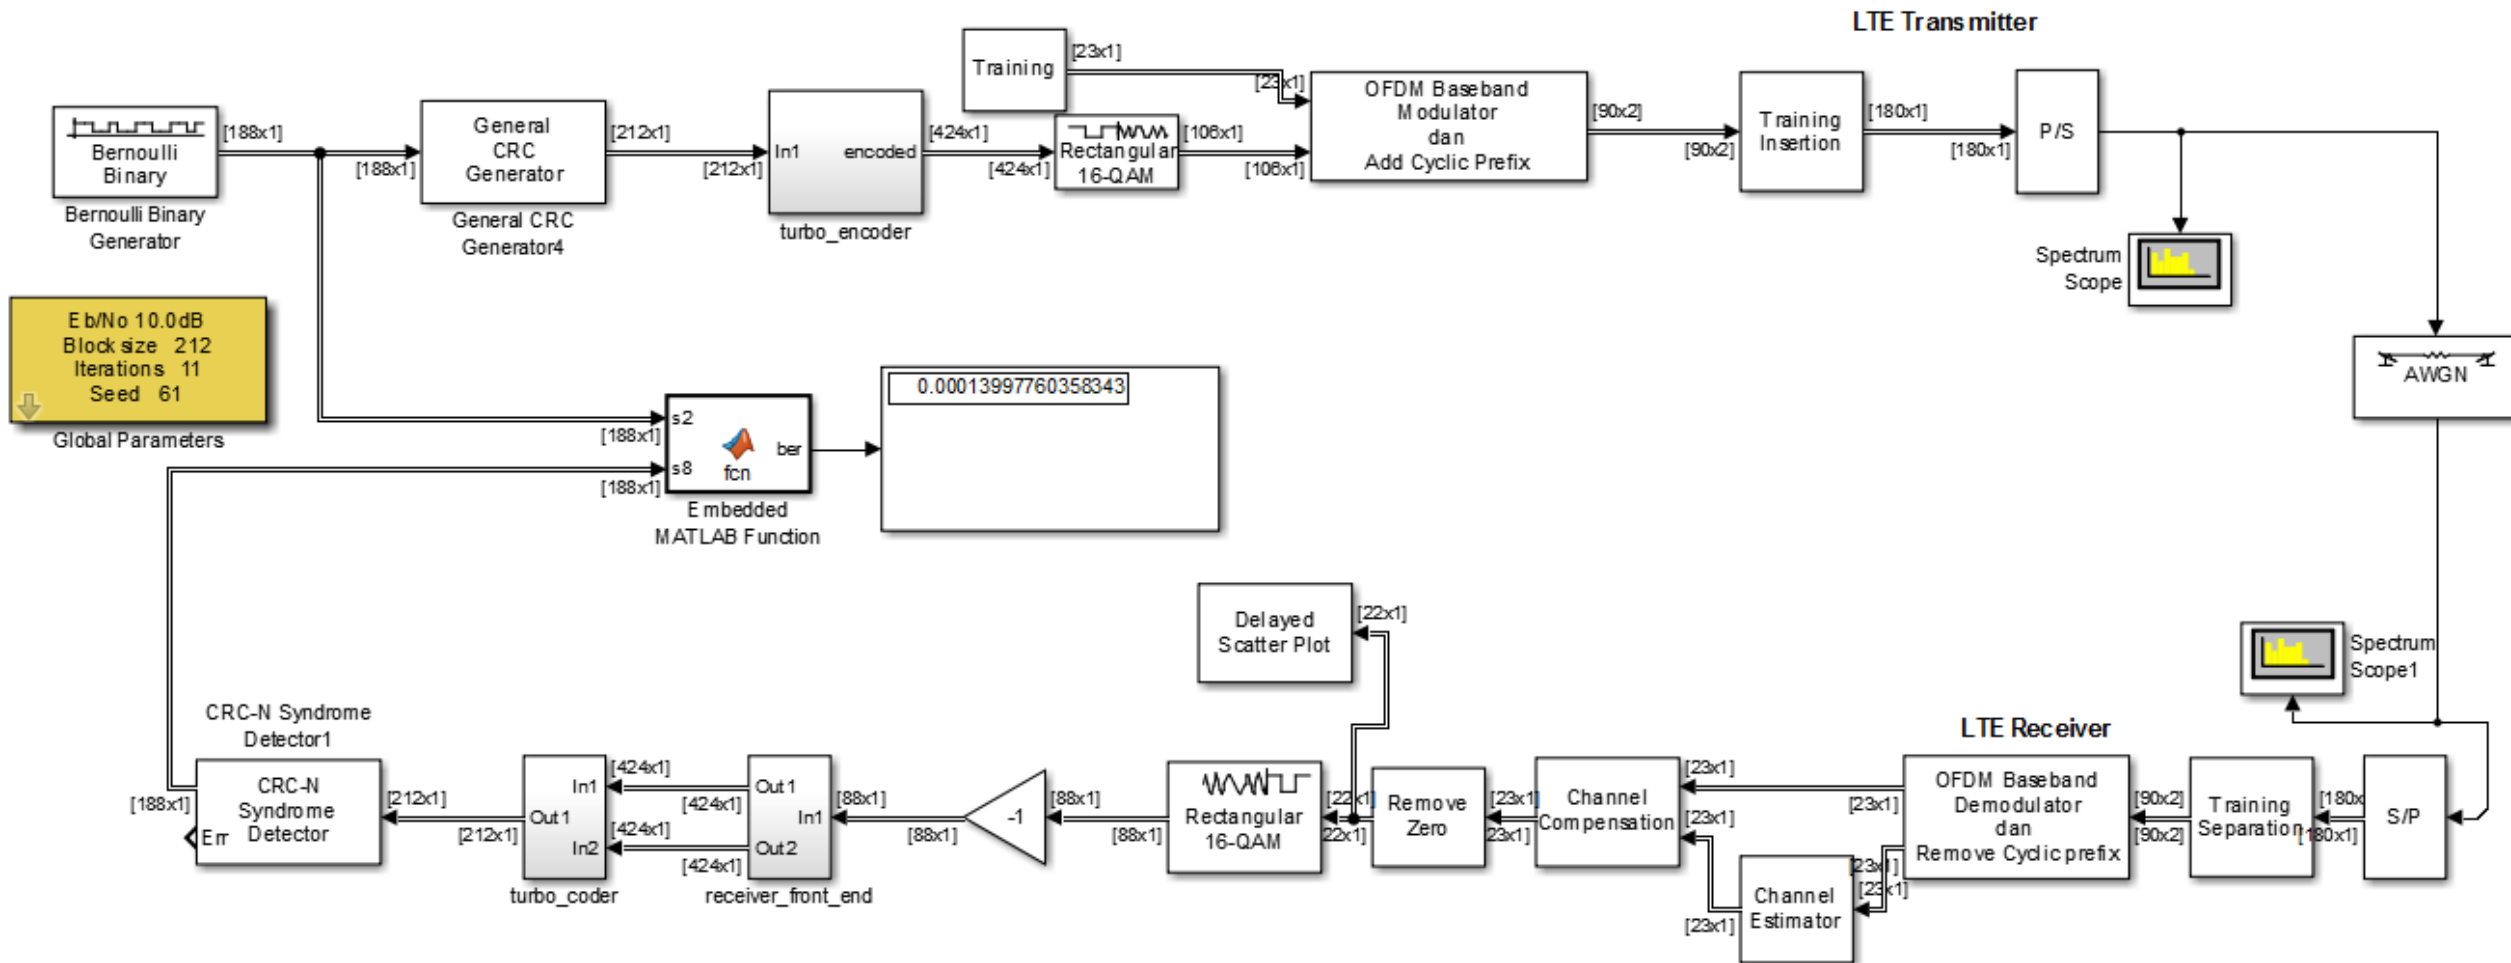 LTE Transmitter
Training
[23x1]
[23x1]
Bernoulli
Binary
[188x1]
[188x1]
Bernoulli Binary
Generator
General
CRC
Generator
[212x1]
[212x1]
General CRC
Generator4
In1
encoded
[424x1]
[424x1]
turbo_encoder
Rectangular
16-QAM
[106x1]
[106x1]
OFDM Baseband
Modulator
dan
Add Cyclic Prefix
[90x2]
[90x2]
Training
Insertion
[180x1]
[180x1]
P/S
Spectrum
Scope
AWGN
Eb/No 10.0dB
Block size 212
Iterations 11
Seed 61
Global Parameters
s2
[188x1]
s8
[188x1]
ber
fcn
Embedded
MATLAB Function
0.00013997760358343
Delayed
Scatter Plot
[22x1]
Spectrum
Scope1
LTE Receiver
CRC-N Syndrome
Detector1
CRC-N
Syndrome
Detector
Err
[188x1]
[212x1]
[212x1]
In1
Out1
In2
turbo_coder
[424x1]
[424x1]
[424x1]
[424x1]
Out1
In1
Out2
receiver_front_end
[88x1]
[88x1]
-1
[88x1]
[88x1]
Rectangular
16-QAM
[22x1]
22x1]
Remove
Zero
[23x1]
23x1]
Channel
Compensation
[23x1]
[23x1]
[23x1]
[23x1]
Channel
Estimator
[23x1]
[23x1]
OFDM Baseband
Demodulator
dan
Remove Cyclic prefix
[90x2]
[90x2]
Training
Separation
[180x
[180x1]
S/P